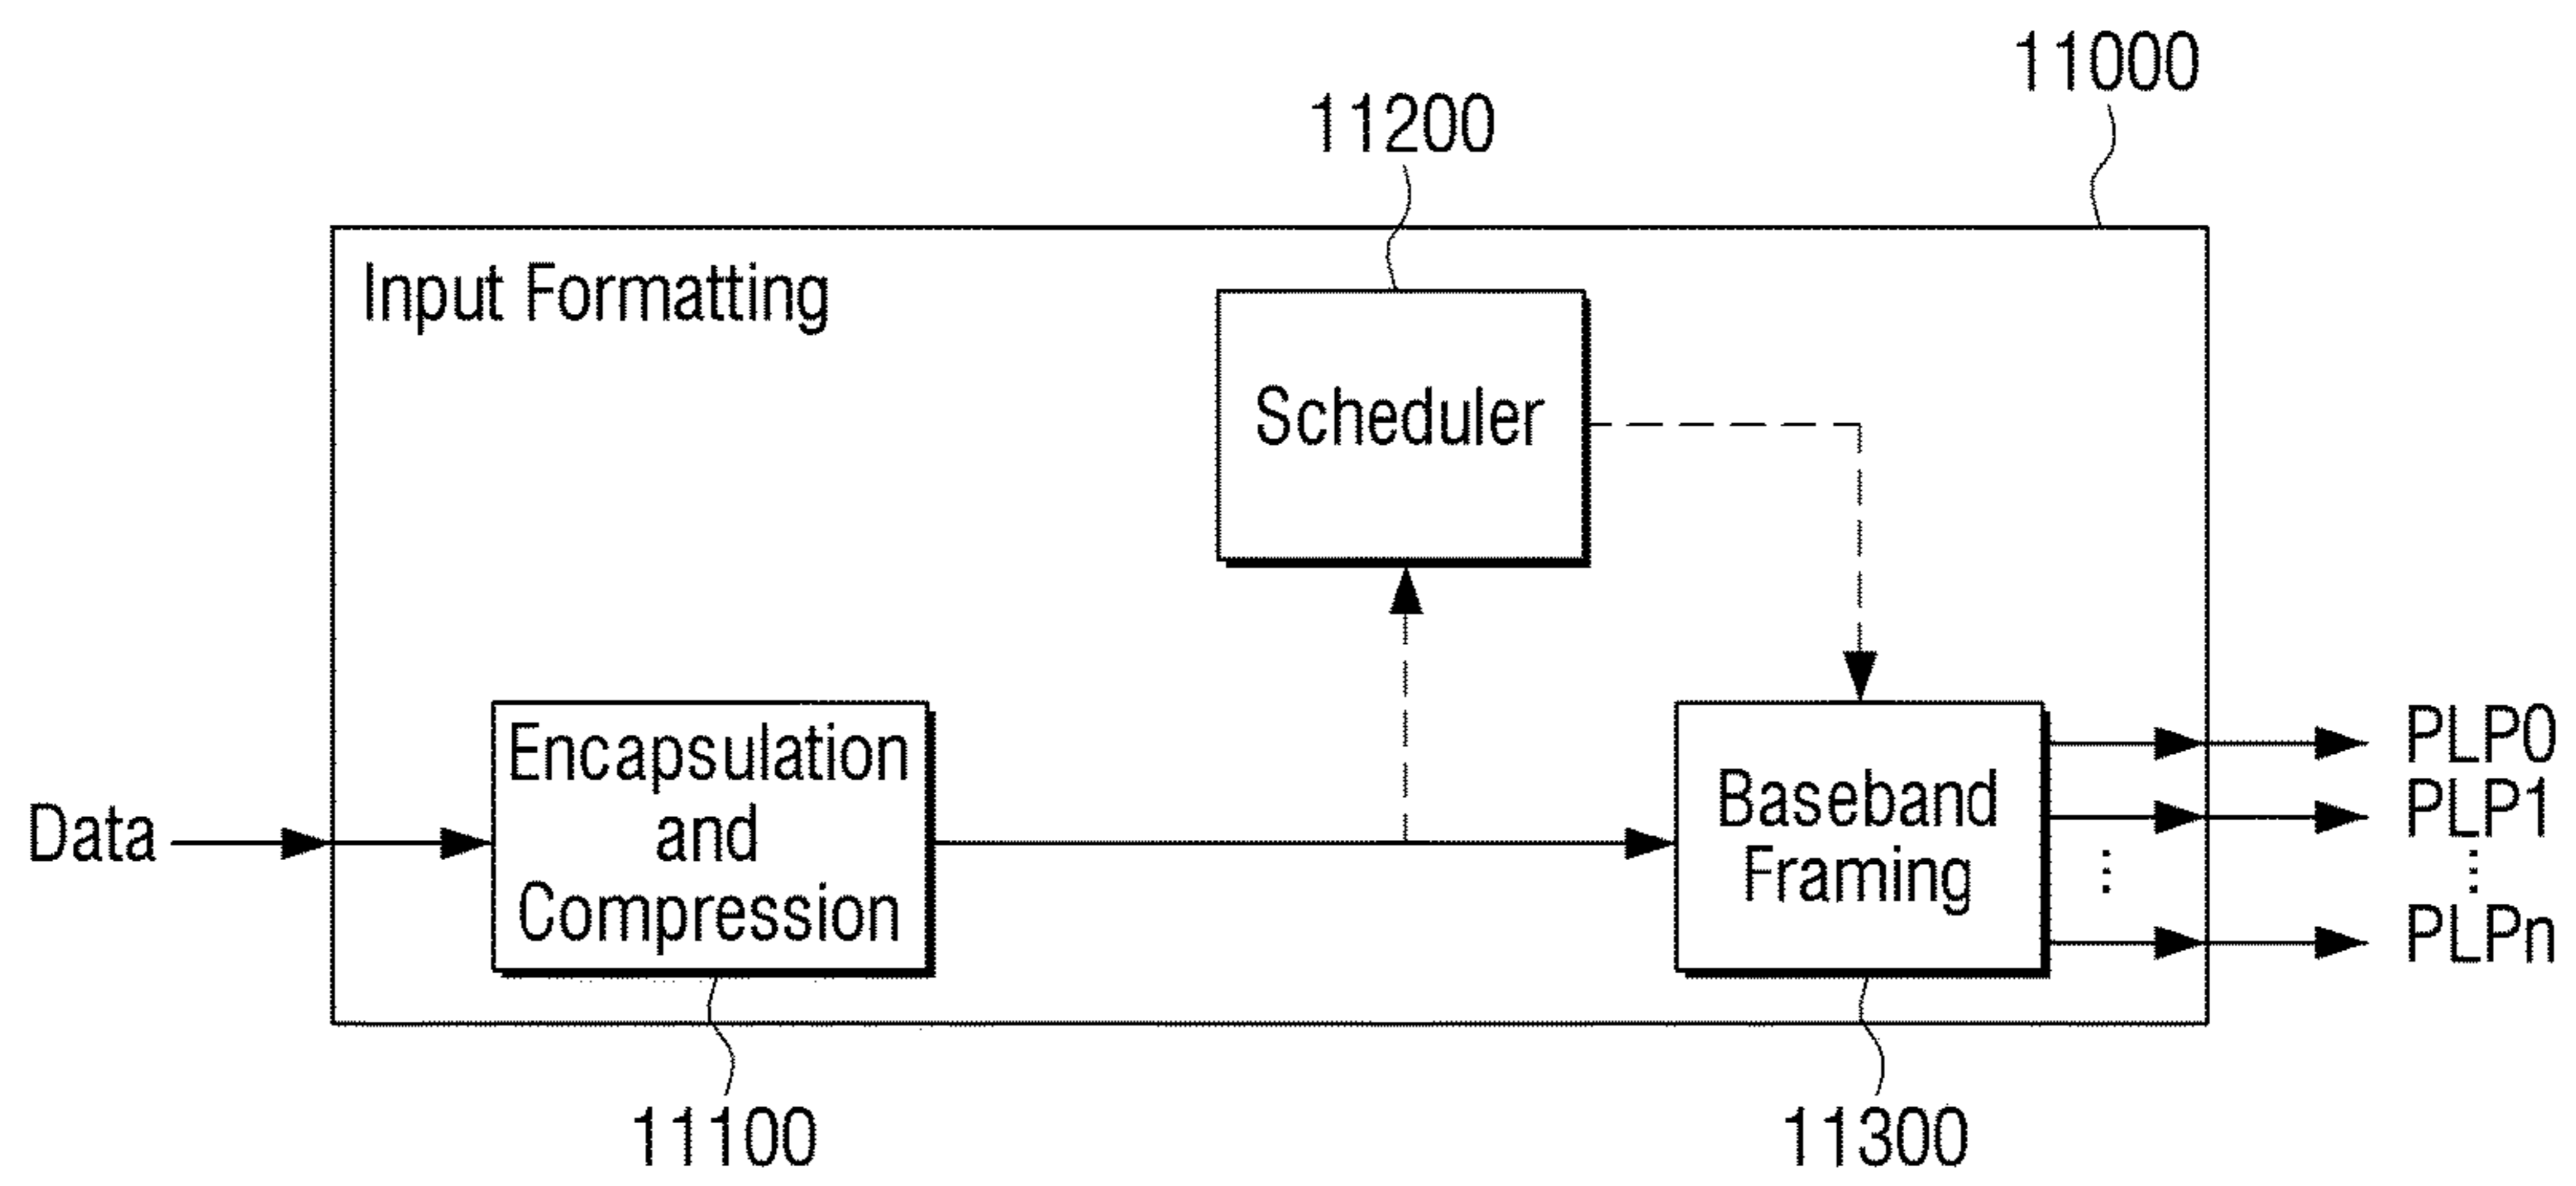 11000
11200
Input Formatting
Scheduler
Encapsulation
and
Compression
Data
Baseband
Framing
PLP0
PLP1
PLPn
11100
11300